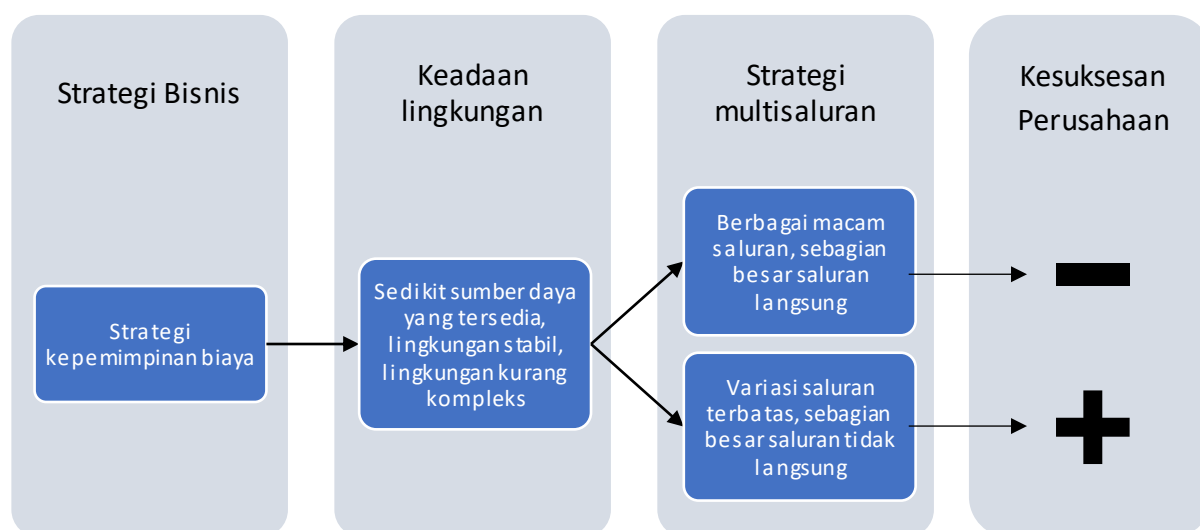 Strategi Bisnis
Keadaan
lingkungan
Strategi
multisaluran
Kesuksesan
Perusahaan
Strategi
kepemimpinan biaya
Sedikit sumber daya
yang tersedia,
lingkungan stabil,
lingkungan kurang
kompleks
Berbagai macam
saluran, sebagian
besar saluran
langsung
Variasi saluran
terbatas, sebagian
besar saluran tidak
langsung